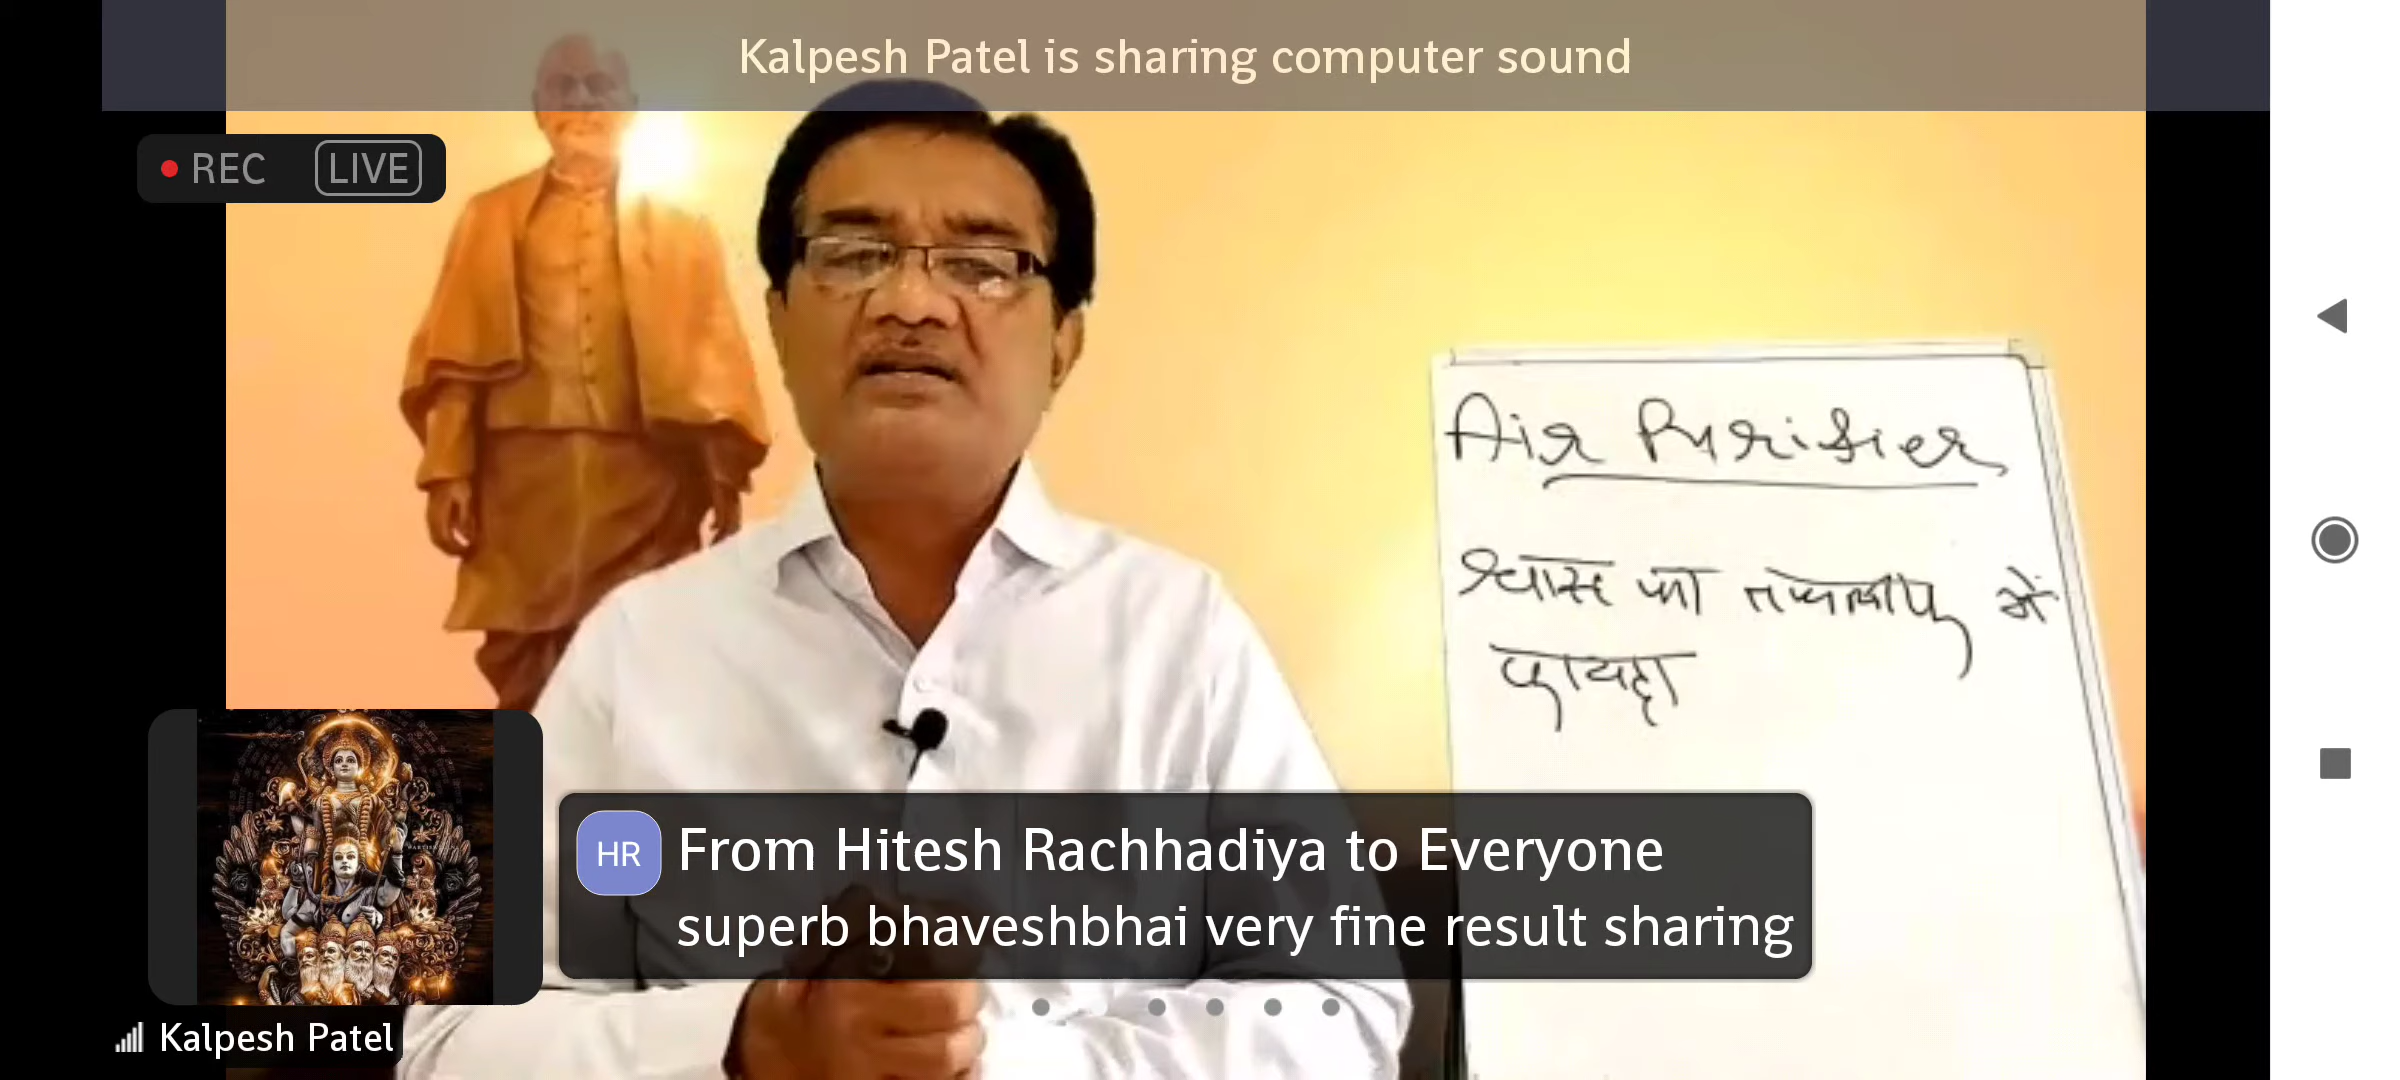 Kalpesh Patel is sharing computer sound
REC LIVE
Air Purifier
श्वास की तकलीफ में
फायदा
HR From Hitesh Rachhadiya to Everyone
superb bhaveshbhai very fine result sharing
Kalpesh Patel